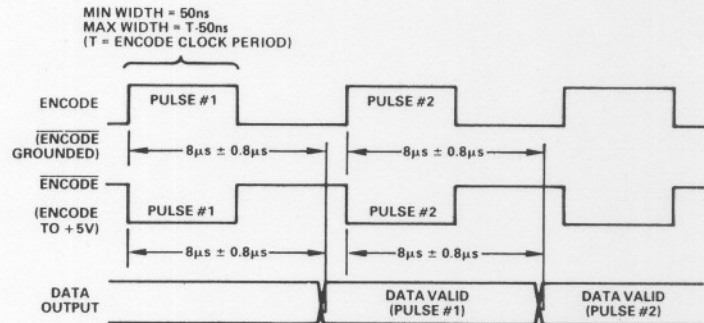 MIN WIDTH = 50ns
MAX WIDTH = T-50ns
(T = ENCODE CLOCK PERIOD)
ENCODE
PULSE #1
PULSE #2
(ENCODE
GROUNDED)
8µs ± 0.8µs
8µs ± 0.8µs
ENCODE
(ENCODE
TO +5V)
PULSE #1
PULSE #2
8µs ± 0.8µs
8µs ± 0.8µs
DATA
OUTPUT
DATA VALID
(PULSE #1)
DATA VALID
(PULSE #2)